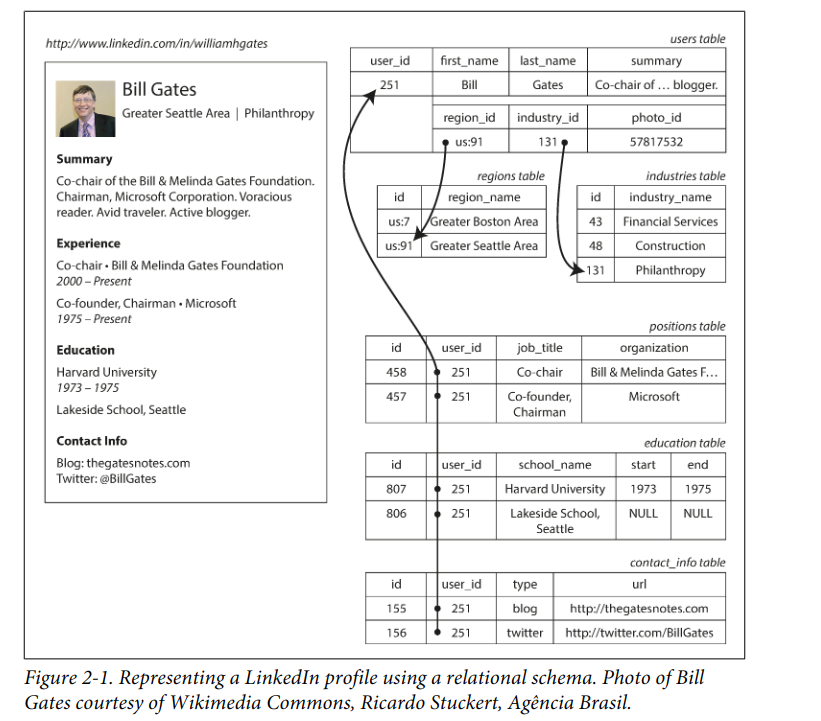 http://www.linkedin.com/in/williamhgates
Bill Gates
Greater Seattle Area | Philanthropy
Summary
Co-chair of the Bill & Melinda Gates Foundation.
Chairman, Microsoft Corporation. Voracious
reader. Avid traveler. Active blogger.
Experience
Co-chair • Bill & Melinda Gates Foundation
2000 – Present
Co-founder, Chairman • Microsoft
1975 – Present
Education
Harvard University
1973 – 1975
Lakeside School, Seattle
Contact Info
Blog: thegatesnotes.com
Twitter: @BillGates
users table
user_id first_name last_name summary
251 Bill Gates Co-chair of … blogger.
region_id industry_id photo_id
us:91 131 57817532
regions table
id region_name
us:7 Greater Boston Area
us:91 Greater Seattle Area
industries table
id industry_name
43 Financial Services
48 Construction
131 Philanthropy
positions table
id user_id job_title organization
458 251 Co-chair Bill & Melinda Gates F…
457 251 Co-founder, Microsoft
Chairman
education table
id user_id school_name start end
807 251 Harvard University 1973 1975
806 251 Lakeside School, NULL NULL
Seattle
contact_info table
id user_id type url
155 251 blog http://thegatesnotes.com
156 251 twitter http://twitter.com/BillGates
Figure 2-1. Representing a LinkedIn profile using a relational schema. Photo of Bill
Gates courtesy of Wikimedia Commons, Ricardo Stuckert, Agência Brasil.